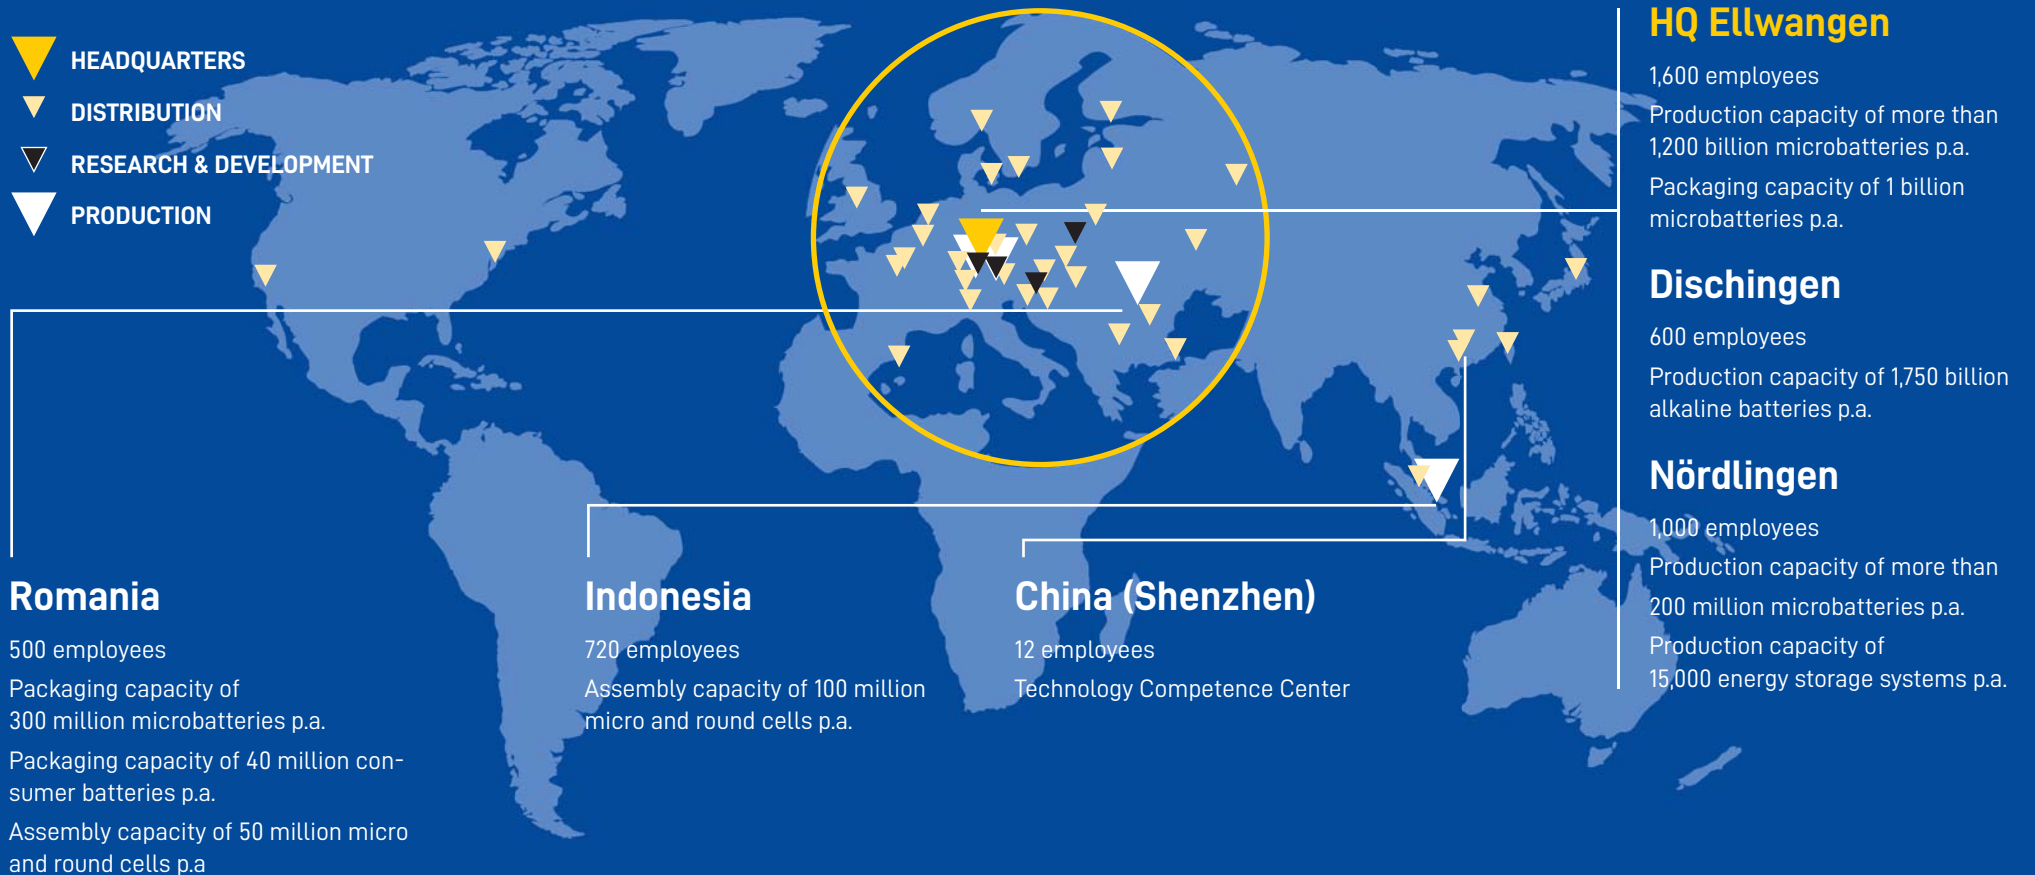 HEADQUARTERS
DISTRIBUTION
RESEARCH & DEVELOPMENT
PRODUCTION
HQ Ellwangen
1,600 employees
Production capacity of more than
1,200 billion microbatteries p.a.
Packaging capacity of 1 billion
microbatteries p.a.
Dischingen
600 employees
Production capacity of 1,750 billion
alkaline batteries p.a.
Nördlingen
1,000 employees
Production capacity of more than
200 million microbatteries p.a.
Production capacity of
15,000 energy storage systems p.a.
Romania
500 employees
Packaging capacity of
300 million microbatteries p.a.
Packaging capacity of 40 million con-
sumer batteries p.a.
Assembly capacity of 50 million micro
and round cells p.a
Indonesia
720 employees
Assembly capacity of 100 million
micro and round cells p.a.
China (Shenzhen)
12 employees
Technology Competence Center